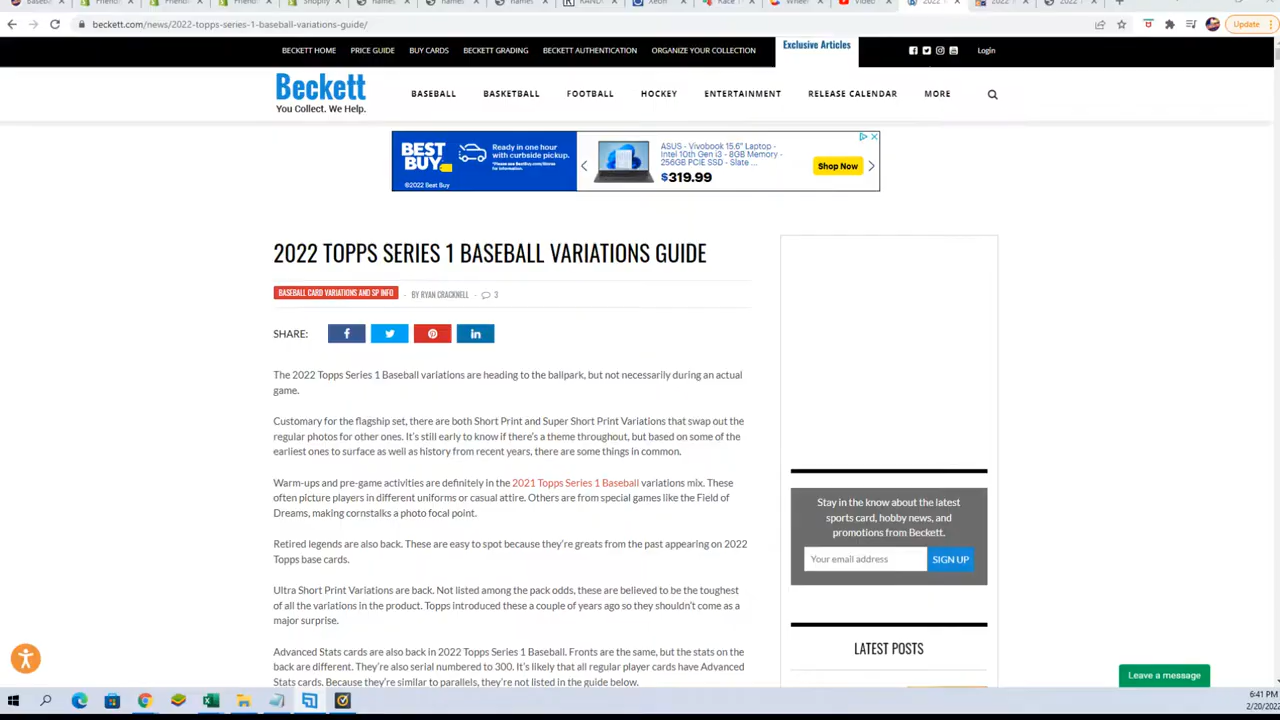 Shopify
names
names
names
Xeon
Video
beckett.com/news/2022-topps-series-1-baseball-variations-guide/
Update
BECKETT HOME PRICE GUIDE BUY CARDS BECKETT GRADING BECKETT AUTHENTICATION ORGANIZE YOUR COLLECTION Exclusive Articles Login
Beckett
You Collect. We Help.
BASEBALL BASKETBALL FOOTBALL HOCKEY ENTERTAINMENT RELEASE CALENDAR MORE
BEST BUY
Ready in one hour with curbside pickup.
©2022 Best Buy
ASUS - Vivobook 15.6" Laptop -
Intel 10th Gen i3 - 8GB Memory -
256GB PCIE SSD - Slate ...
$319.99
Shop Now
2022 TOPPS SERIES 1 BASEBALL VARIATIONS GUIDE
BASEBALL CARD VARIATIONS AND SP INFO - BY RYAN CRACKNELL - 3
SHARE:
The 2022 Topps Series 1 Baseball variations are heading to the ballpark, but not necessarily during an actual
game.
Customary for the flagship set, there are both Short Print and Super Short Print Variations that swap out the
regular photos for other ones. It's still early to know if there's a theme throughout, but based on some of the
earliest ones to surface as well as history from recent years, there are some things in common.
Warm-ups and pre-game activities are definitely in the 2021 Topps Series 1 Baseball variations mix. These
often picture players in different uniforms or casual attire. Others are from special games like the Field of
Dreams, making cornstalks a photo focal point.
Retired legends are also back. These are easy to spot because they're greats from the past appearing on 2022
Topps base cards.
Ultra Short Print Variations are back. Not listed among the pack odds, these are believed to be the toughest
of all the variations in the product. Topps introduced these a couple of years ago so they shouldn't come as a
major surprise.
Advanced Stats cards are also back in 2022 Topps Series 1 Baseball. Fronts are the same, but the stats on the
back are different. They're also serial numbered to 300. It's likely that all regular player cards have Advanced
Stats cards. Because they're similar to parallels, they're not listed in the guide below.
Stay in the know about the latest
sports card, hobby news, and
promotions from Beckett.
Your email address SIGN UP
LATEST POSTS
Leave a message
6:41 PM
2/20/2022